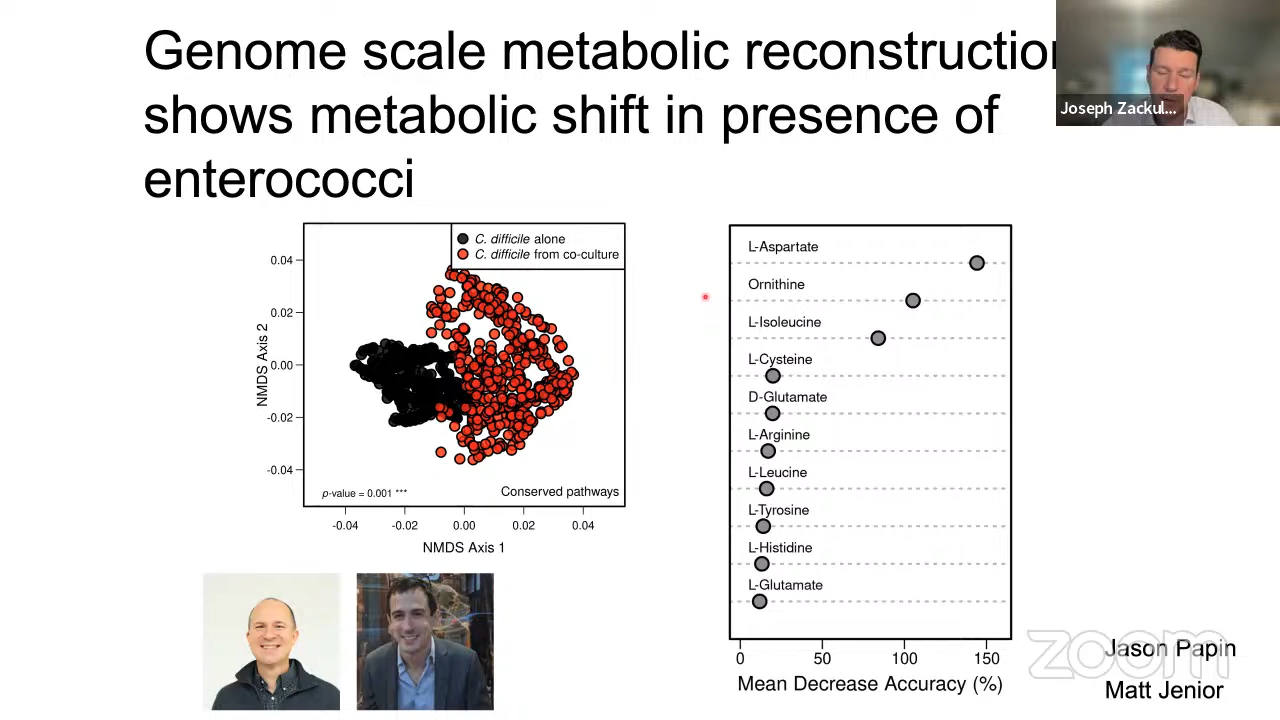 Genome scale metabolic reconstruction
shows metabolic shift in presence of
enterococci
Joseph Zackul...
C. difficile alone
C. difficile from co-culture
NMDS Axis 2
0.04
0.02
0.00
-0.02
-0.04
p-value = 0.001 ***
Conserved pathways
-0.04 -0.02 0.00 0.02 0.04
NMDS Axis 1
L-Aspartate
Ornithine
L-Isoleucine
L-Cysteine
D-Glutamate
L-Arginine
L-Leucine
L-Tyrosine
L-Histidine
L-Glutamate
0 50 100 150
Mean Decrease Accuracy (%)
zoom
Jason Papin
Matt Jenior